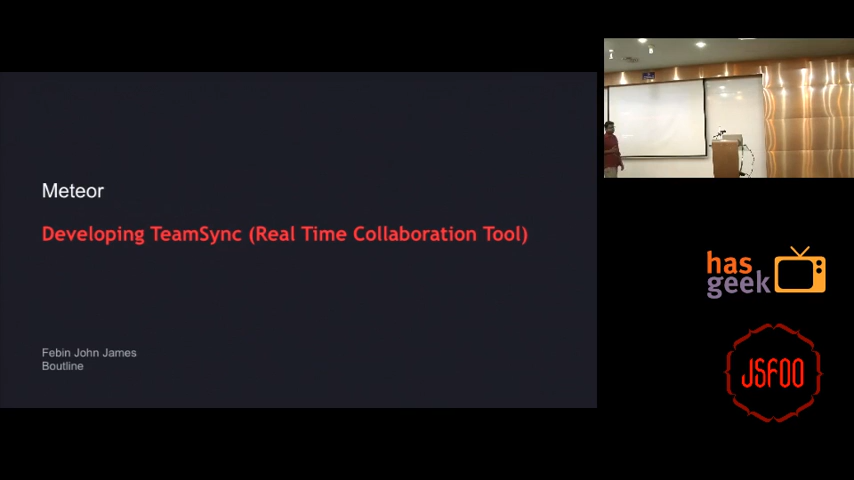 Meteor
Developing TeamSync (Real Time Collaboration Tool)
Febin John James
Boutline
has
geek
JSFOO